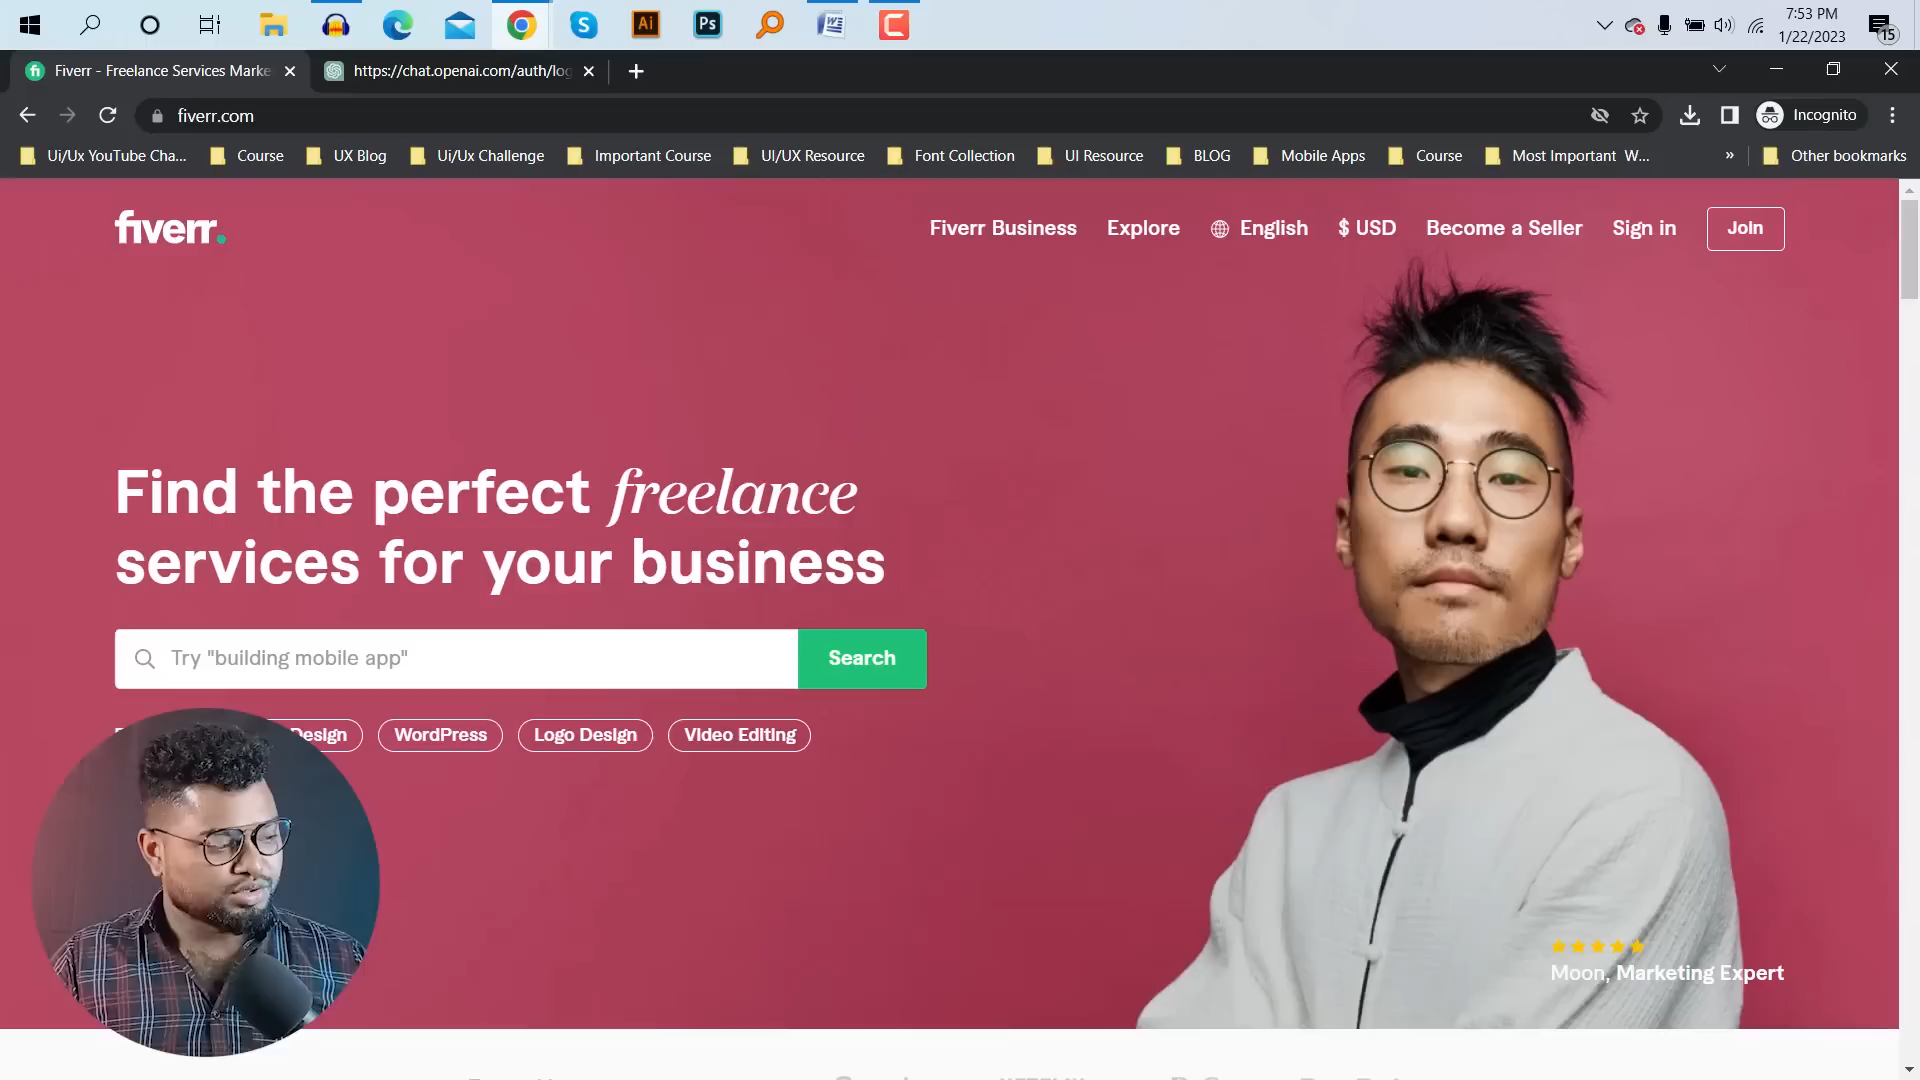 7:53 PM
1/22/2023
15
Ai
Ps
Fiverr - Freelance Services Marke
https://chat.openai.com/auth/log
fiverr.com
Incognito
Ui/Ux YouTube Cha...
Course
UX Blog
Ui/Ux Challenge
Important Course
UI/UX Resource
Font Collection
UI Resource
BLOG
Mobile Apps
Course
Most Important W...
»
Other bookmarks
fiverr.
Fiverr Business
Explore
English
$ USD
Become a Seller
Sign in
Join
Find the perfect freelance
services for your business
Try "building mobile app"
Search
Design
WordPress
Logo Design
Video Editing
Moon, Marketing Expert